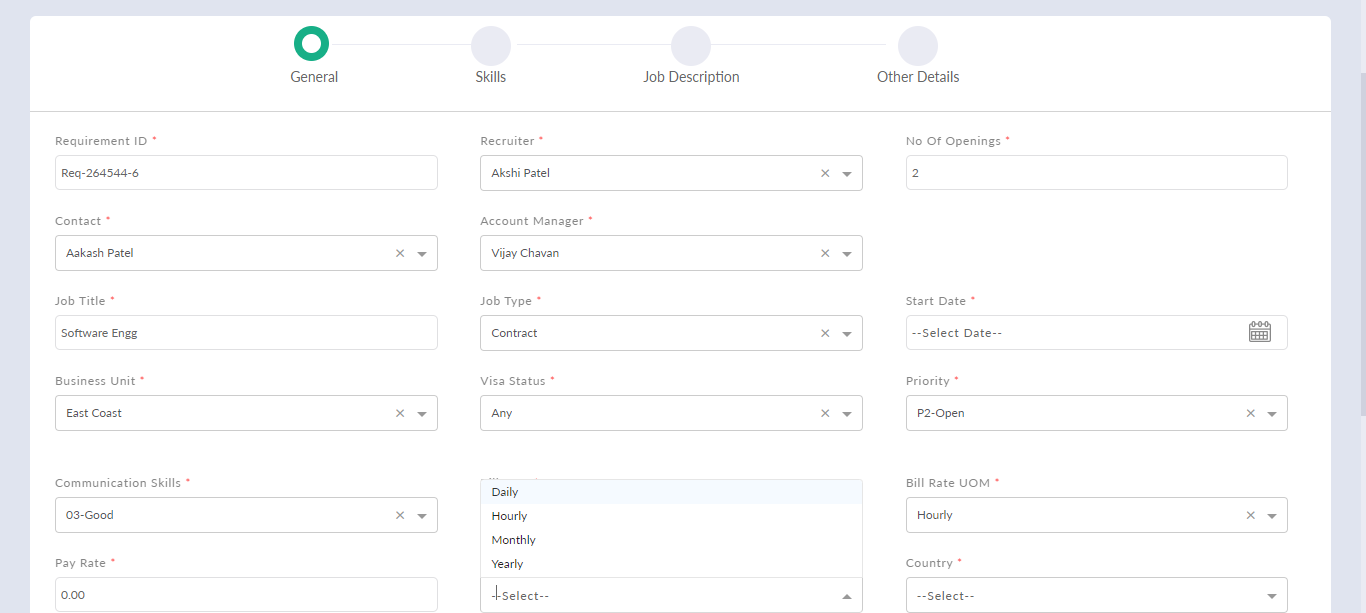 General
Skills
Job Description
Other Details
Requirement ID *
Recruiter *
No Of Openings *
Req-264544-6
Akshi Patel
2
Contact *
Account Manager *
Aakash Patel
Vijay Chavan
Job Title *
Job Type *
Start Date *
Software Engg
Contract
--Select Date--
Business Unit *
Visa Status *
Priority *
East Coast
Any
P2-Open
Communication Skills *
Bill Rate UOM *
Daily
03-Good
Hourly
Hourly
Monthly
Pay Rate *
Yearly
Country *
0.00
--Select--
--Select--